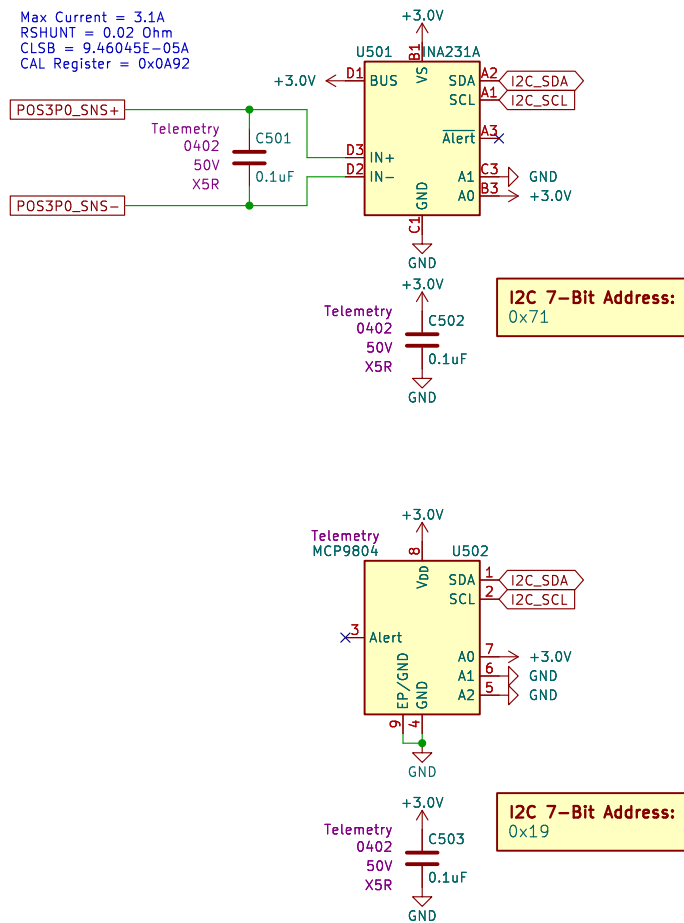 Max Current = 3.1A
RSHUNT = 0.02 Ohm
CLSB = 9.46045E-05A
CAL Register = 0x0A92
+3.0V
U501
INA231A
B1
VS
+3.0V
D1
BUS
SDA
A2
I2C_SDA
SCL
A1
I2C_SCL
POS3P0_SNS+
Telemetry
0402
50V
X5R
C501
0.1uF
Alert
A3
D3
IN+
D2
IN-
A1
C3
GND
A0
B3
+3.0V
POS3P0_SNS-
GND
C1
GND
+3.0V
Telemetry
0402
50V
X5R
C502
0.1uF
GND
I2C 7-Bit Address:
0x71
+3.0V
Telemetry
MCP9804
8
U502
VDD
SDA
1
I2C_SDA
SCL
2
I2C_SCL
3
Alert
A0
7
+3.0V
A1
6
GND
A2
5
GND
EP/GND
GND
9
4
GND
+3.0V
Telemetry
0402
50V
X5R
C503
0.1uF
GND
I2C 7-Bit Address:
0x19